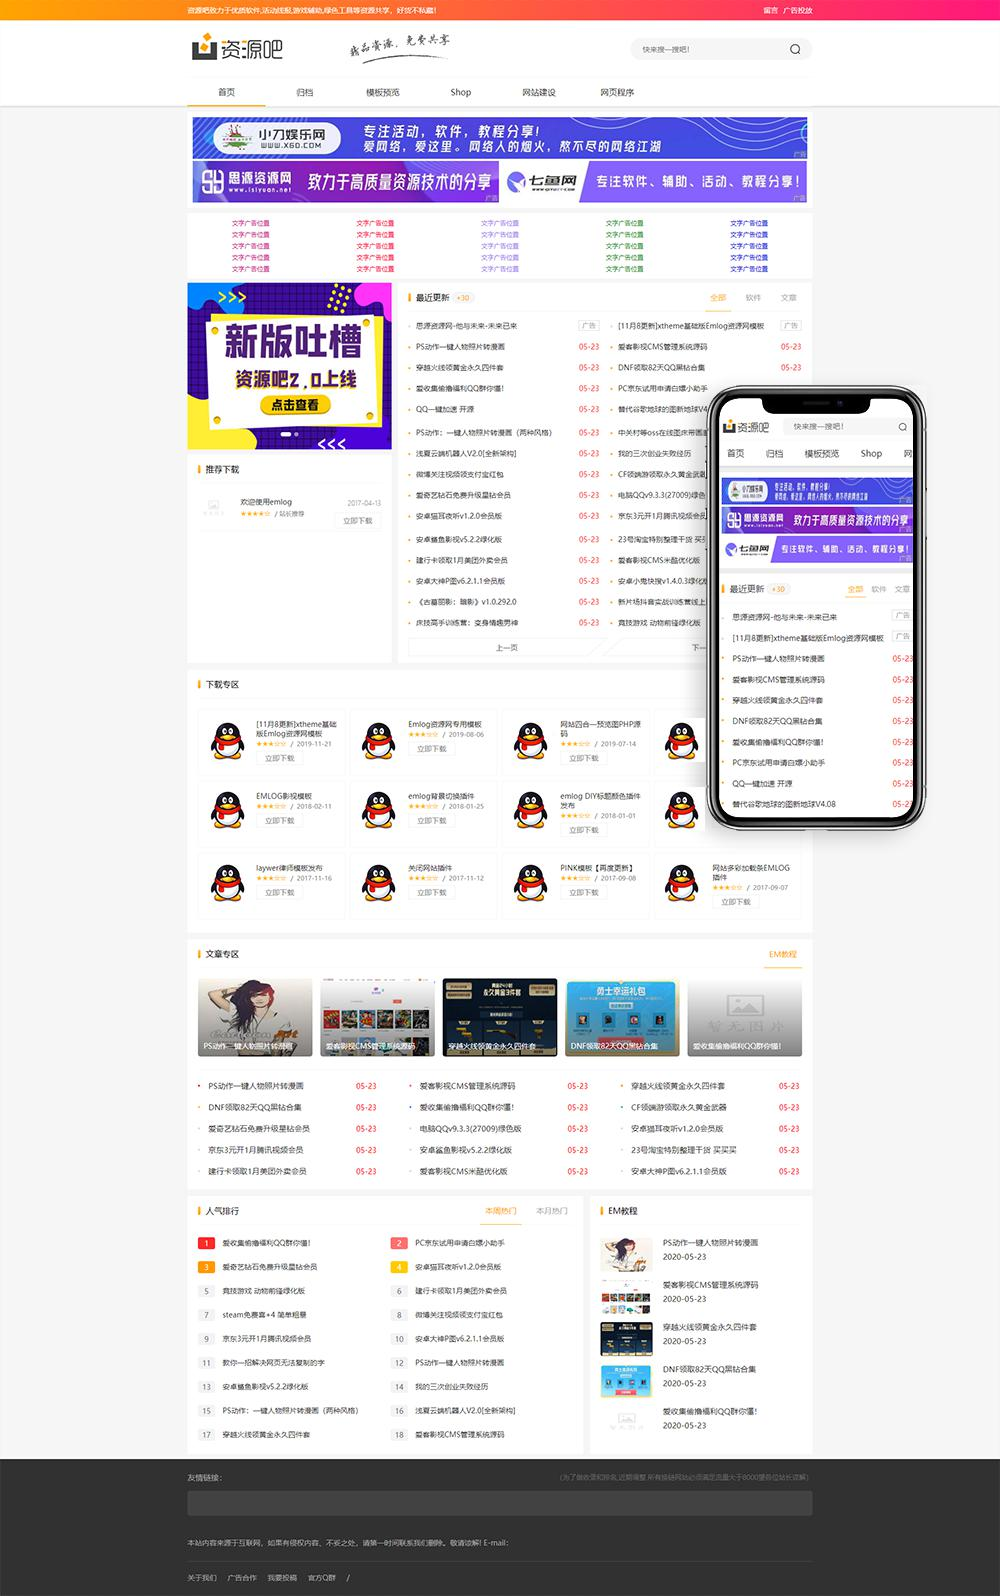 资源吧致力于优质软件,活动线报,游戏辅助,绿色工具等资源共享，好货不私藏!
留言 广告投放
资源吧
精品资源，免费共享
快来搜一搜吧!
首页 归档 模板预览 Shop 网站建设 网页程序
小刀娱乐网
WWW.X6D.COM
专注活动，软件，教程分享!
爱网络，爱这里。网络人的烟火，熬不尽的网络江湖
广告
思源资源网
www.isiyuan.net
致力于高质量资源技术的分享
广告
七鱼网
专注软件、辅助、活动、教程分享!
广告
文字广告位置 文字广告位置 文字广告位置 文字广告位置 文字广告位置
文字广告位置 文字广告位置 文字广告位置 文字广告位置 文字广告位置
文字广告位置 文字广告位置 文字广告位置 文字广告位置 文字广告位置
文字广告位置 文字广告位置 文字广告位置 文字广告位置 文字广告位置
文字广告位置 文字广告位置 文字广告位置 文字广告位置 文字广告位置
新版吐槽
资源吧2.0上线
点击查看
推荐下载
欢迎使用emlog 2017-04-13
★★★★☆ / 站长推荐 立即下载
最近更新 +30 全部 软件 文章
思源资源网-他与未来-未来已来 广告 [11月8更新]xtheme基础版Emlog资源网模板 广告
PS动作一键人物照片转漫画 05-23 爱客影视CMS管理系统源码 05-23
穿越火线领黄金永久四件套 05-23 DNF领取82天QQ黑钻合集 05-23
爱收集偷撸福利QQ群你懂! 05-23 PC京东试用申请白嫖小助手
QQ一键加速 开源 05-23 替代谷歌地球的图新地球V4
PS动作：一键人物照片转漫画（两种风格） 05-23 中关村等oss在线图床带画
浅夏云端机器人V2.0[全新架构] 05-23 我的三次创业失败经历
微博关注视频领支付宝红包 05-23 CF领端游领取永久黄金武
爱奇艺钻石免费升级星钻会员 05-23 电脑QQv9.3.3(27009)绿色
安卓猫耳夜听v1.2.0会员版 05-23 京东3元开1月腾讯视频会员
安卓鲨鱼影视v5.2.2绿化版 05-23 23号淘宝特别整理干货 买买
建行卡领取1月美团外卖会员 05-23 爱客影视CMS米酷优化版
安卓大神P图v6.2.1.1会员版 05-23 安卓小鬼快搜v1.4.0.3绿化
《古墓丽影：暗影》v1.0.292.0 05-23 新片场抖音实战训练营线上
床技高手训练营：变身情趣男神 05-23 竞技游戏 动物前锋绿化版
上一页 下一
资源吧
快来搜一搜吧!
首页 归档 模板预览 Shop 网
小刀娱乐网
专注活动，软件，教程分享!
广告
思源资源网
致力于高质量资源技术的分享
广告
七鱼网
专注软件、辅助、活动、教程分享!
广告
最近更新 +30 全部 软件 文章
思源资源网-他与未来-未来已来 广告
[11月8更新]xtheme基础版Emlog资源网模板 广告
PS动作一键人物照片转漫画 05-23
爱客影视CMS管理系统源码 05-23
穿越火线领黄金永久四件套 05-23
DNF领取82天QQ黑钻合集 05-23
爱收集偷撸福利QQ群你懂! 05-23
PC京东试用申请白嫖小助手 05-23
QQ一键加速 开源 05-23
替代谷歌地球的图新地球V4.08 05-23
下载专区
[11月8更新]xtheme基础版Emlog资源网模板
★★★☆☆ / 2019-11-21
立即下载
Emlog资源网专用模板
★★★☆☆ / 2019-08-06
立即下载
网站四合一预览图PHP源码
★★★☆☆ / 2019-07-14
立即下载
EMLOG影视模板
★★★☆☆ / 2018-02-11
立即下载
emlog背景切换插件
★★★☆☆ / 2018-01-25
立即下载
emlog DIY标题颜色插件发布
★★★☆☆ / 2018-01-01
立即下载
laywer律师模板发布
★★★☆☆ / 2017-11-16
立即下载
关闭网站插件
★★★☆☆ / 2017-11-12
立即下载
PINK模板【再度更新】
★★★☆☆ / 2017-09-08
立即下载
网站多彩加载条EMLOG插件
★★★☆☆ / 2017-09-07
立即下载
文章专区 EM教程
勇士幸运礼包
暂无图片
PS动作一键人物照片转漫画 爱客影视CMS管理系统源码 穿越火线领黄金永久四件套 DNF领取82天QQ黑钻合集 爱收集偷撸福利QQ群你懂!
PS动作一键人物照片转漫画 05-23 爱客影视CMS管理系统源码 05-23 穿越火线领黄金永久四件套 05-23
DNF领取82天QQ黑钻合集 05-23 爱收集偷撸福利QQ群你懂! 05-23 CF领端游领取永久黄金武器 05-23
爱奇艺钻石免费升级星钻会员 05-23 电脑QQv9.3.3(27009)绿色版 05-23 安卓猫耳夜听v1.2.0会员版 05-23
京东3元开1月腾讯视频会员 05-23 安卓鲨鱼影视v5.2.2绿化版 05-23 23号淘宝特别整理干货 买买买 05-23
建行卡领取1月美团外卖会员 05-23 爱客影视CMS米酷优化版 05-23 安卓大神P图v6.2.1.1会员版 05-23
人气排行 本周热门 本月热门
1 爱收集偷撸福利QQ群你懂! 2 PC京东试用申请白嫖小助手
3 爱奇艺钻石免费升级星钻会员 4 安卓猫耳夜听v1.2.0会员版
5 竞技游戏 动物前锋绿化版 6 建行卡领取1月美团外卖会员
7 steam免费喜+4 简单粗暴 8 微博关注视频领支付宝红包
9 京东3元开1月腾讯视频会员 10 安卓大神P图v6.2.1.1会员版
11 教你一招解决网页无法复制的字 12 PS动作一键人物照片转漫画
13 安卓鲨鱼影视v5.2.2绿化版 14 我的三次创业失败经历
15 PS动作：一键人物照片转漫画（两种风格） 16 浅夏云端机器人V2.0[全新架构]
17 穿越火线领黄金永久四件套 18 爱客影视CMS管理系统源码
EM教程
PS动作一键人物照片转漫画
2020-05-23
爱客影视CMS管理系统源码
2020-05-23
穿越火线领黄金永久四件套
2020-05-23
DNF领取82天QQ黑钻合集
2020-05-23
爱收集偷撸福利QQ群你懂!
2020-05-23
友情链接： (为了做收录和排名,近期调整 所有接链网站必须满足流量大于8000望各位站长谅解)
本站内容来源于互联网，如果有侵权内容、不妥之处，请第一时间联系我们删除。敬请谅解! E-mail：
关于我们 广告合作 我要投稿 官方Q群 /